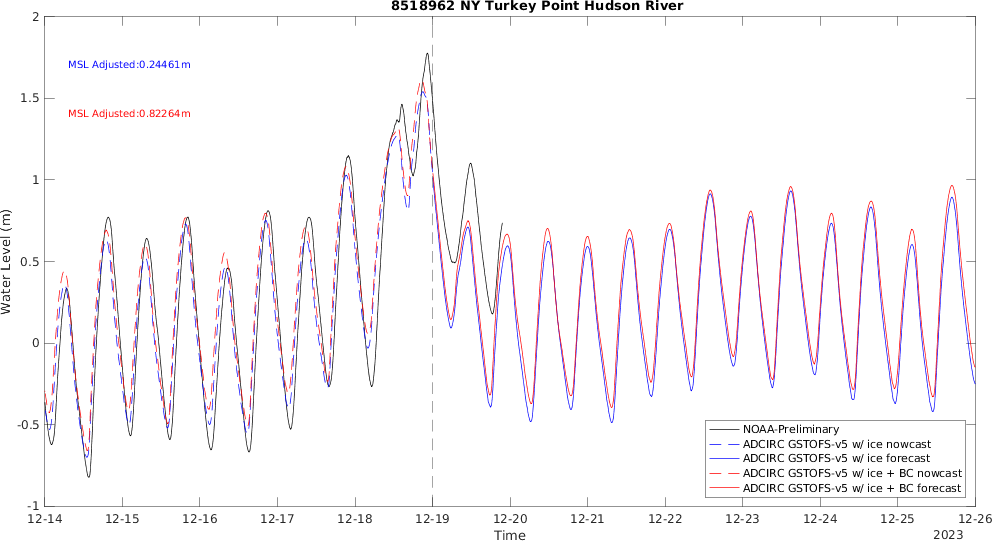 8518962 NY Turkey Point Hudson River
MSL Adjusted:0.24461m
MSL Adjusted:0.82264m
Water Level (m)
2
1.5
1
0.5
0
-0.5
-1
NOAA-Preliminary
ADCIRC GSTOFS-v5 w/ ice nowcast
ADCIRC GSTOFS-v5 w/ ice forecast
ADCIRC GSTOFS-v5 w/ ice + BC nowcast
ADCIRC GSTOFS-v5 w/ ice + BC forecast
12-14 12-15 12-16 12-17 12-18 12-19 12-20 12-21 12-22 12-23 12-24 12-25 12-26
Time
2023